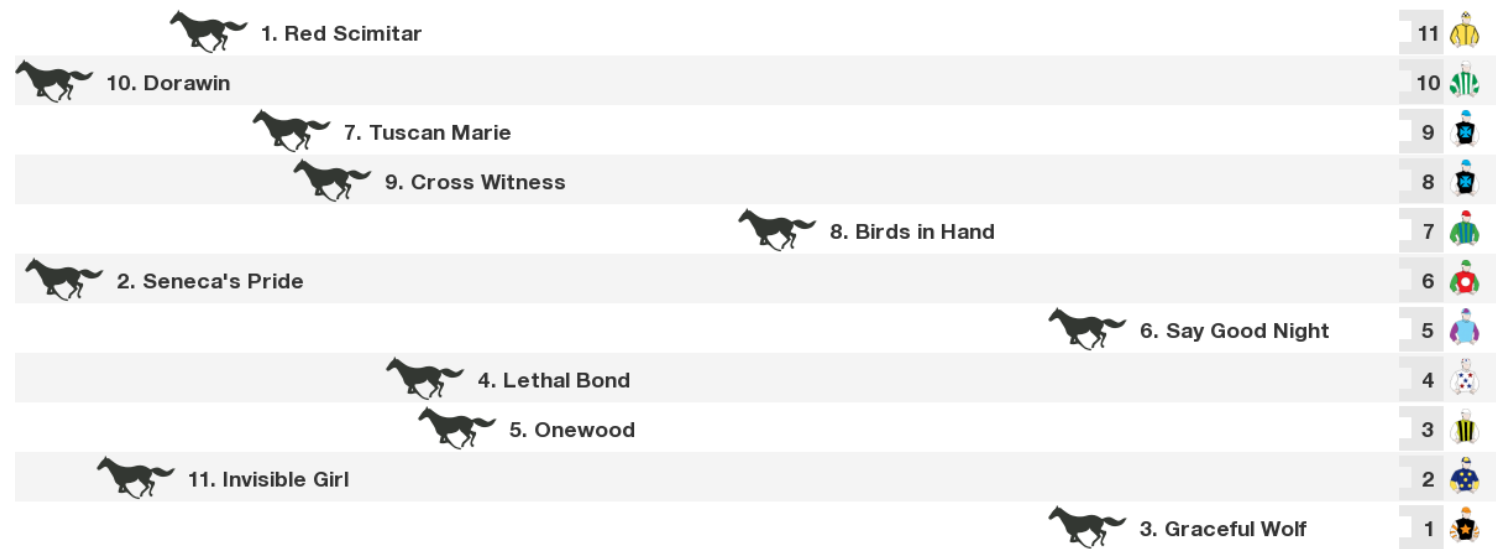 1. Red Scimitar 11
10. Dorawin 10
7. Tuscan Marie 9
9. Cross Witness 8
8. Birds in Hand 7
2. Seneca's Pride 6
6. Say Good Night 5
4. Lethal Bond 4
5. Onewood 3
11. Invisible Girl 2
3. Graceful Wolf 1